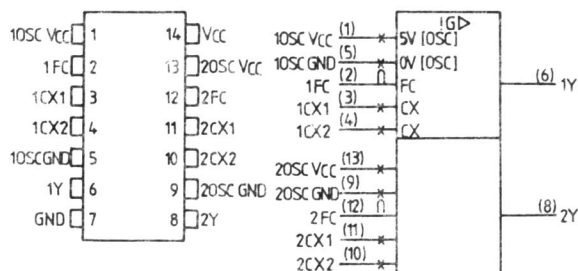 1OSC VCC 1 14 VCC
1FC 2 13 2OSC VCC
1CX1 3 12 2FC
1CX2 4 11 2CX1
1OSCGND 5 10 2CX2
1Y 6 9 2OSC GND
GND 7 8 2Y
!G▷
1OSC VCC (1) 5V [OSC]
1OSC GND (5) 0V [OSC]
1FC (2) ∩ FC (6) 1Y
1CX1 (3) CX
1CX2 (4) CX
2OSC VCC (13)
2OSC GND (9)
2FC (12) ∩ (8) 2Y
2CX1 (11)
2CX2 (10)